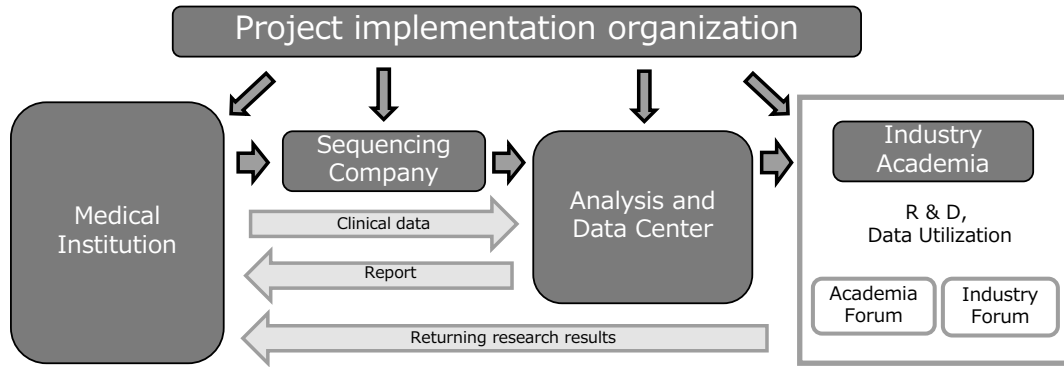 Project implementation organization
Medical
Institution
Sequencing
Company
Analysis and
Data Center
Industry
Academia
R & D,
Data Utilization
Academia
Forum
Industry
Forum
Clinical data
Report
Returning research results